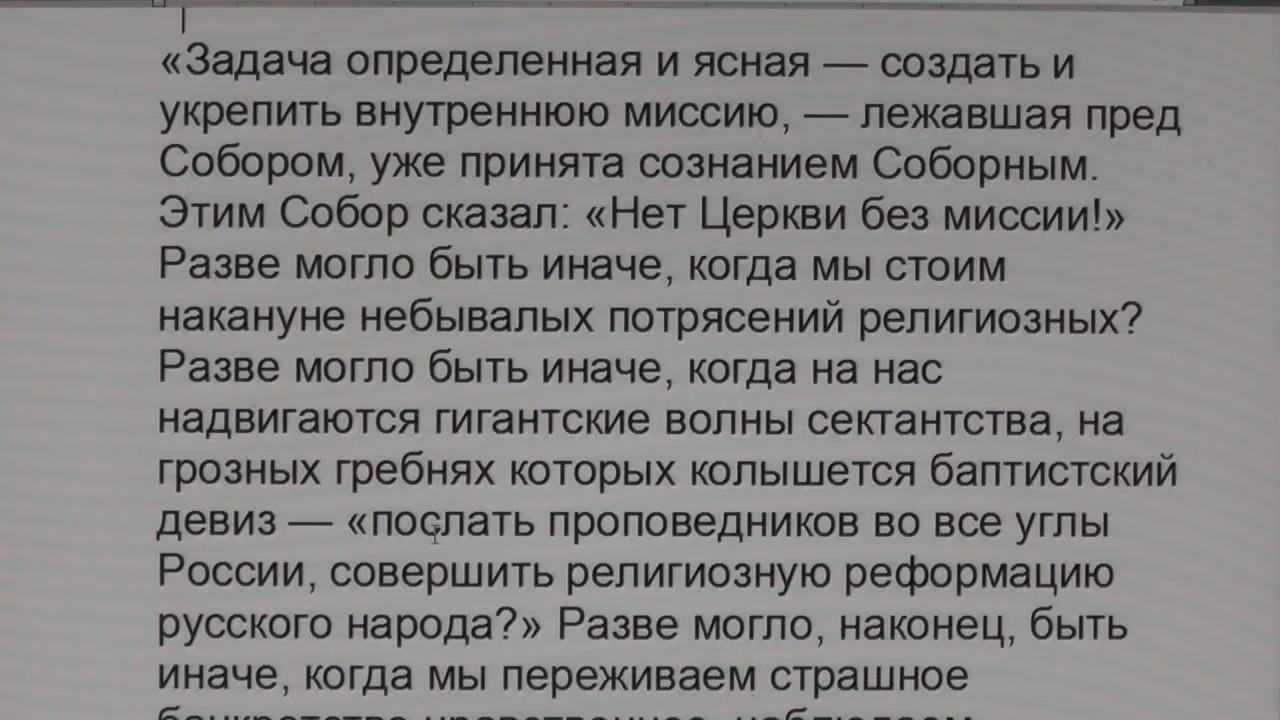 «Задача определенная и ясная — создать и
укрепить внутреннюю миссию, — лежавшая пред
Собором, уже принята сознанием Соборным.
Этим Собор сказал: «Нет Церкви без миссии!»
Разве могло быть иначе, когда мы стоим
накануне небывалых потрясений религиозных?
Разве могло быть иначе, когда на нас
надвигаются гигантские волны сектантства, на
грозных гребнях которых колышется баптистский
девиз — «послать проповедников во все углы
России, совершить религиозную реформацию
русского народа?» Разве могло, наконец, быть
иначе, когда мы переживаем страшное